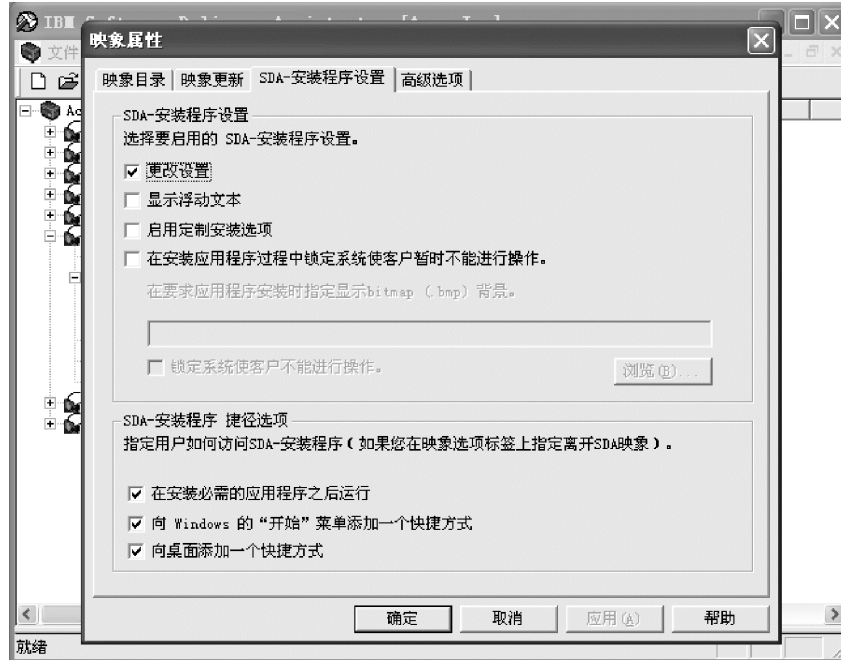 IBM
映象属性
文件
映象目录 映象更新 SDA-安装程序设置 高级选项
SDA-安装程序设置
选择要启用的 SDA-安装程序设置。
更改设置
显示浮动文本
启用定制安装选项
在安装应用程序过程中锁定系统使客户暂时不能进行操作。
在要求应用程序安装时指定显示bitmap (.bmp) 背景。
锁定系统使客户不能进行操作。
浏览(B)...
SDA-安装程序 捷径选项
指定用户如何访问SDA-安装程序(如果您在映象选项标签上指定离开SDA映象)。
在安装必需的应用程序之后运行
向 Windows 的“开始”菜单添加一个快捷方式
向桌面添加一个快捷方式
确定 取消 应用(A) 帮助
就绪